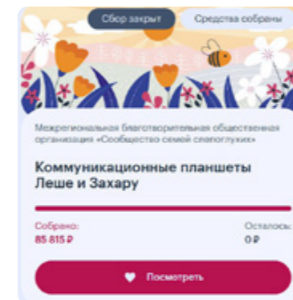 Сбор закрыт
Средства собраны
Межрегиональная благотворительная общественная
организация «Сообщество семей слепоглухих»
Коммуникационные планшеты
Леше и Захару
Собрано:
Осталось:
85 815 ₽
0 ₽
Посмотреть